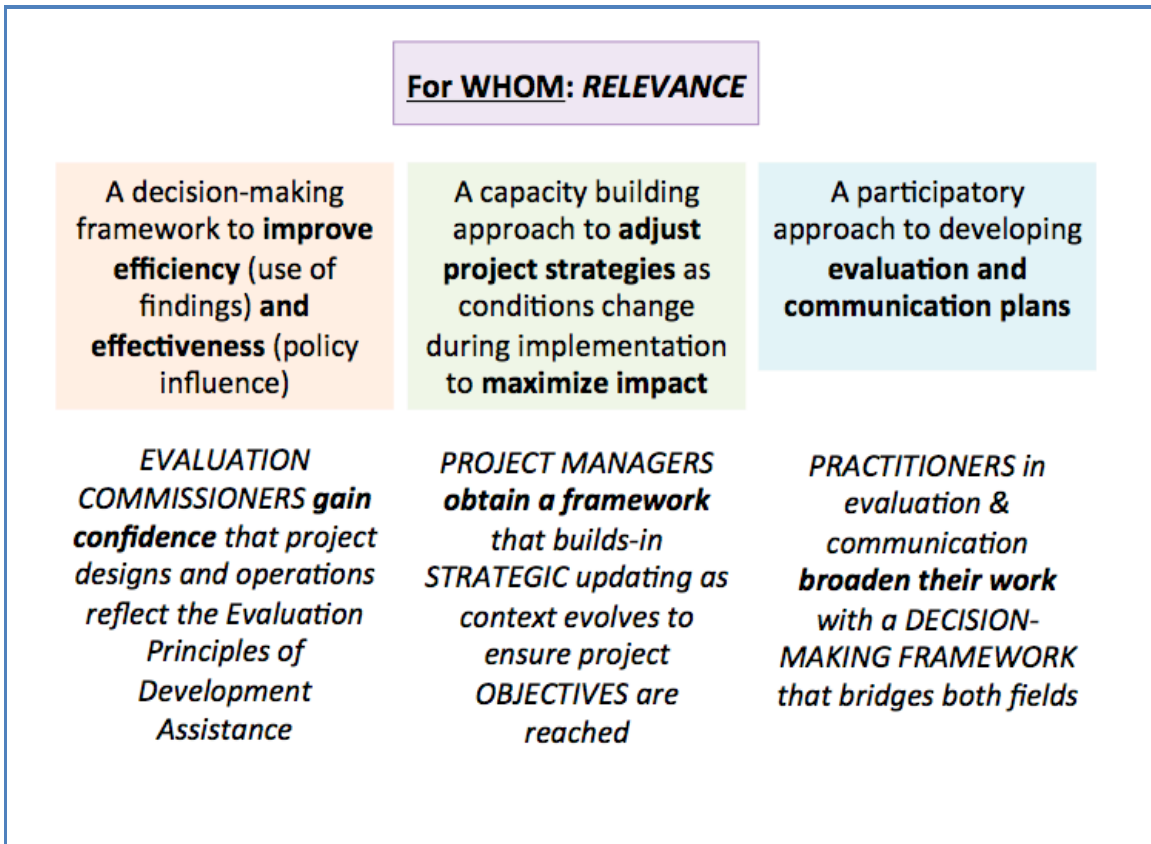 For WHOM: RELEVANCE
A decision-making
framework to improve
efficiency (use of
findings) and
effectiveness (policy
influence)
A capacity building
approach to adjust
project strategies as
conditions change
during implementation
to maximize impact
A participatory
approach to developing
evaluation and
communication plans
EVALUATION
COMMISSIONERS gain
confidence that project
designs and operations
reflect the Evaluation
Principles of
Development
Assistance
PROJECT MANAGERS
obtain a framework
that builds-in
STRATEGIC updating as
context evolves to
ensure project
OBJECTIVES are
reached
PRACTITIONERS in
evaluation &
communication
broaden their work
with a DECISION-
MAKING FRAMEWORK
that bridges both fields